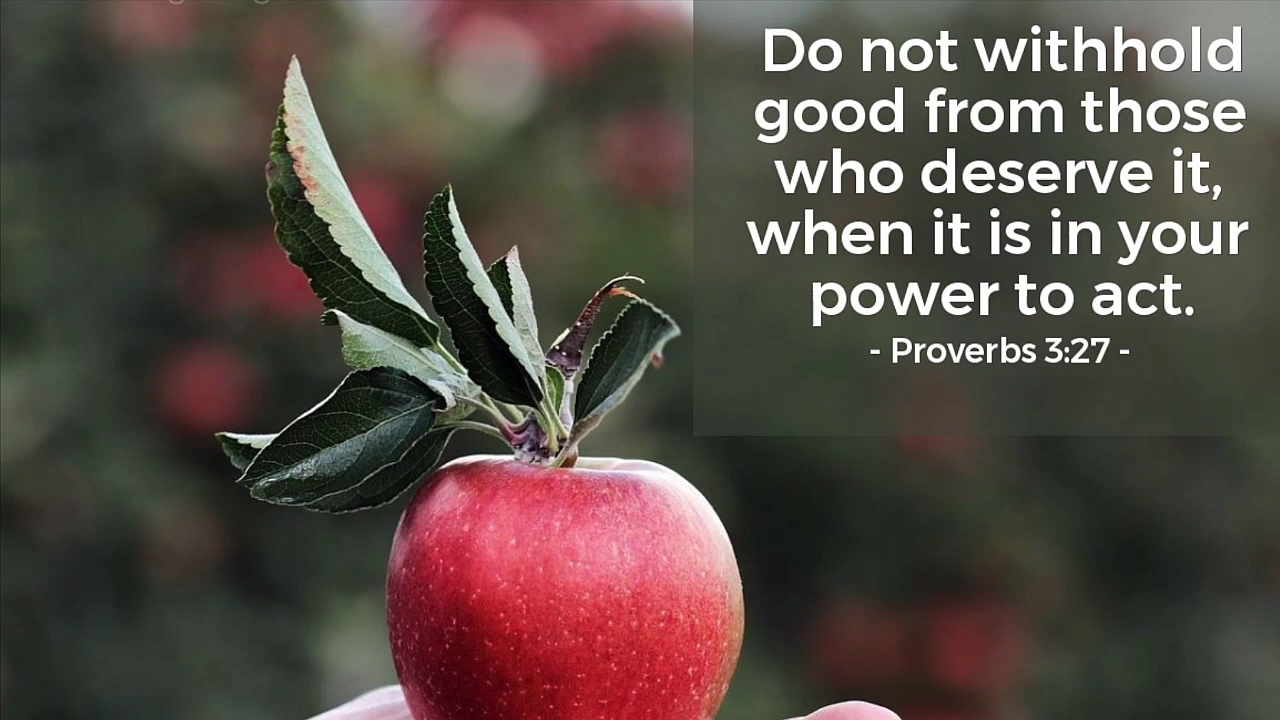 Do not withhold
good from those
who deserve it,
when it is in your
power to act.
- Proverbs 3:27 -